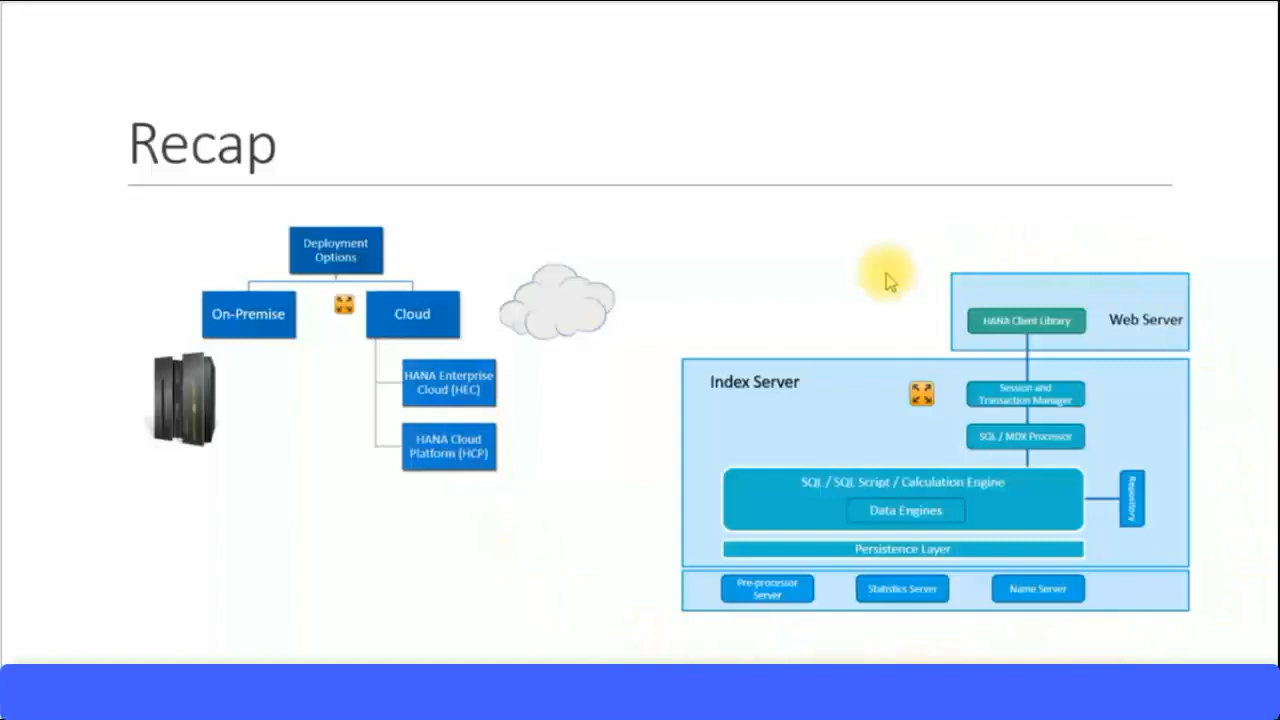 Recap
Deployment
Options
On-Premise
Cloud
HANA Enterprise
Cloud (HEC)
HANA Cloud
Platform (HCP)
HANA Client Library
Web Server
Index Server
Session and
Transaction Manager
SQL / MDX Processor
SQL / SQL Script / Calculation Engine
Data Engines
Repository
Persistence Layer
Pre-processor
Server
Statistics Server
Name Server